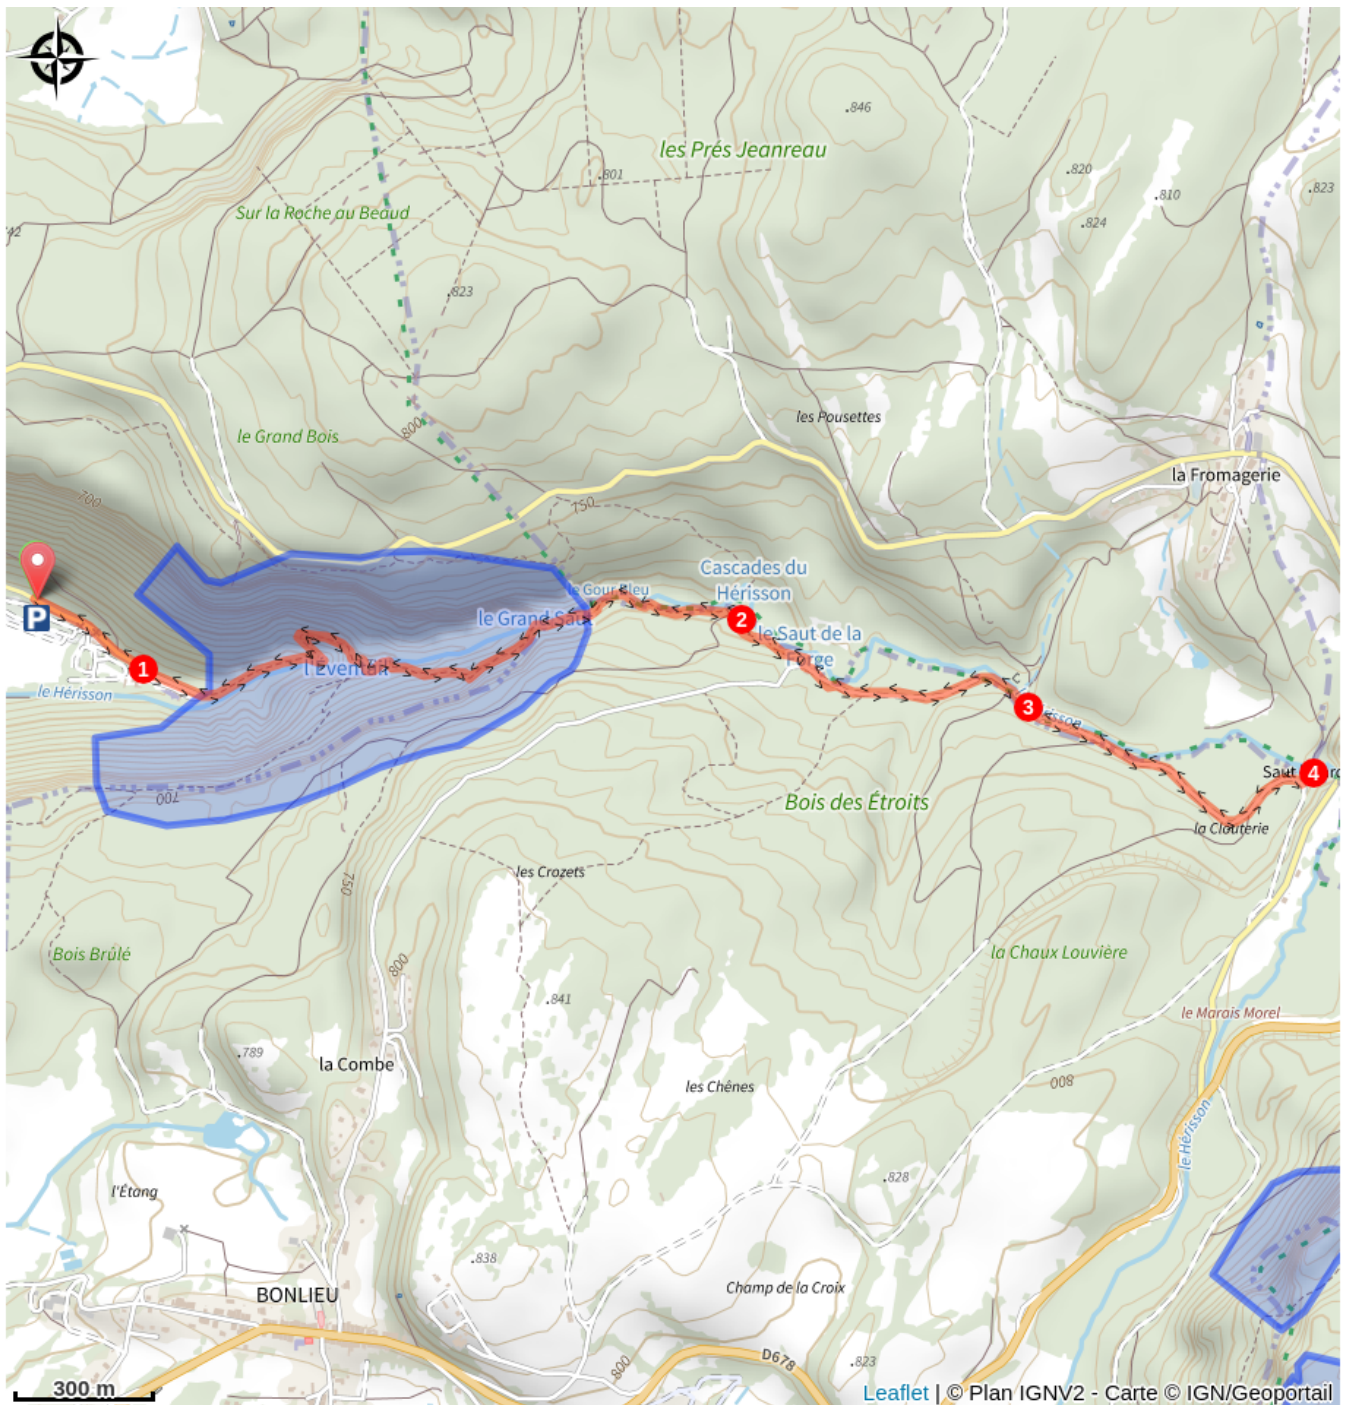 .846
les Prés Jeanreau
.801
.820
.810
.823
.824
Sur la Roche au Beaud
.823
les Pousettes
800
le Grand Bois
la Fromagerie
700
750
Cascades du
Hérisson
le Gour Bleu
le Grand Saut
P
2
le Saut de la
Forge
1
l'Éventail
le Hérisson
3
4
la Clouterie
700
Bois des Étroits
750
les Crozets
Bois Brûlé
800
la Chaux Louvière
.841
le Marais Morel
.789
la Combe
les Chênes
800
le Hérisson
l'Étang
.828
.838
BONLIEU
Champ de la Croix
D678
.823
800
300 m
Leaflet | © Plan IGNV2 - Carte © IGN/Geoportail